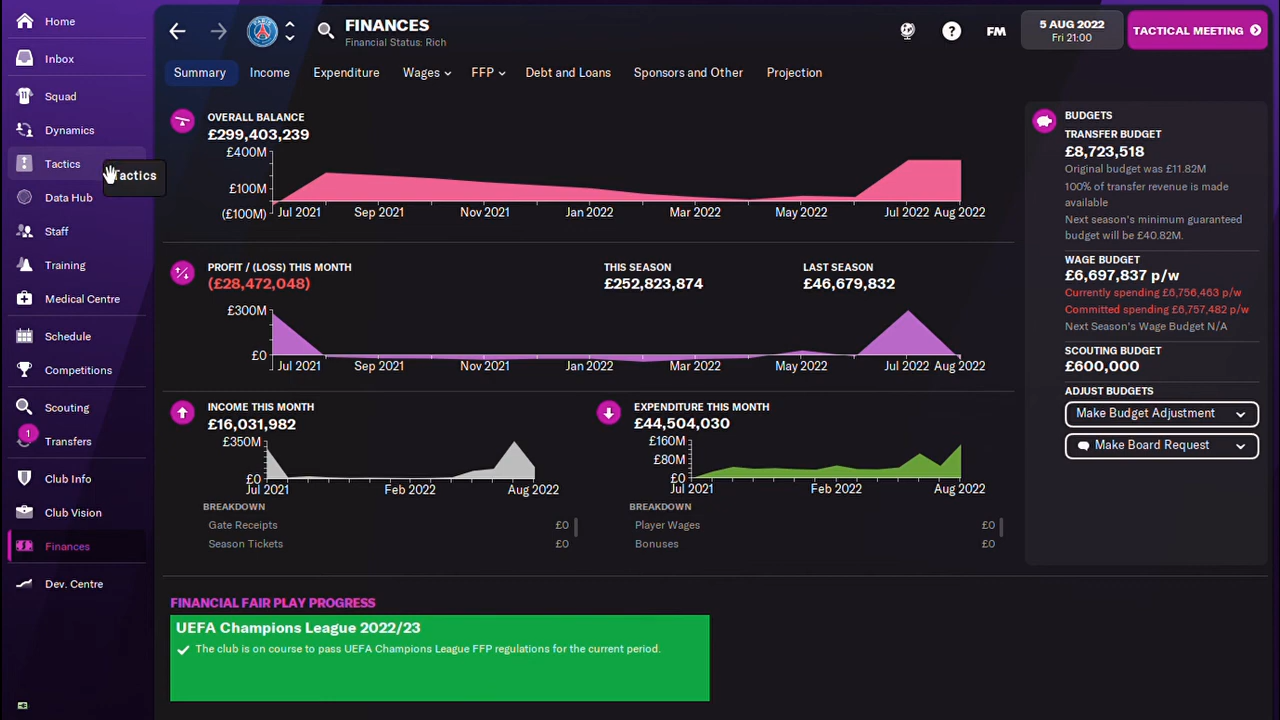 Home
Inbox
Squad
Dynamics
Tactics
Tactics
Data Hub
Staff
Training
Medical Centre
Schedule
Competitions
Scouting
1
Transfers
Club Info
Club Vision
Finances
Dev. Centre
PARIS
FINANCES
Financial Status: Rich
FM
5 AUG 2022
Fri 21:00
TACTICAL MEETING
Summary Income Expenditure Wages FFP Debt and Loans Sponsors and Other Projection
OVERALL BALANCE
£299,403,239
£400M
£100M
(£100M)
Jul 2021 Sep 2021 Nov 2021 Jan 2022 Mar 2022 May 2022 Jul 2022 Aug 2022
PROFIT / (LOSS) THIS MONTH
(£28,472,048)
THIS SEASON
£252,823,874
LAST SEASON
£46,679,832
£300M
£0
Jul 2021 Sep 2021 Nov 2021 Jan 2022 Mar 2022 May 2022 Jul 2022 Aug 2022
INCOME THIS MONTH
£16,031,982
£350M
£0
Jul 2021 Feb 2022 Aug 2022
BREAKDOWN
Gate Receipts £0
Season Tickets £0
EXPENDITURE THIS MONTH
£44,504,030
£160M
£80M
£0
Jul 2021 Feb 2022 Aug 2022
BREAKDOWN
Player Wages £0
Bonuses £0
BUDGETS
TRANSFER BUDGET
£8,723,518
Original budget was £11.82M
100% of transfer revenue is made
available
Next season's minimum guaranteed
budget will be £40.82M.
WAGE BUDGET
£6,697,837 p/w
Currently spending £6,756,463 p/w
Committed spending £6,757,482 p/w
Next Season's Wage Budget N/A
SCOUTING BUDGET
£600,000
ADJUST BUDGETS
Make Budget Adjustment
Make Board Request
FINANCIAL FAIR PLAY PROGRESS
UEFA Champions League 2022/23
The club is on course to pass UEFA Champions League FFP regulations for the current period.